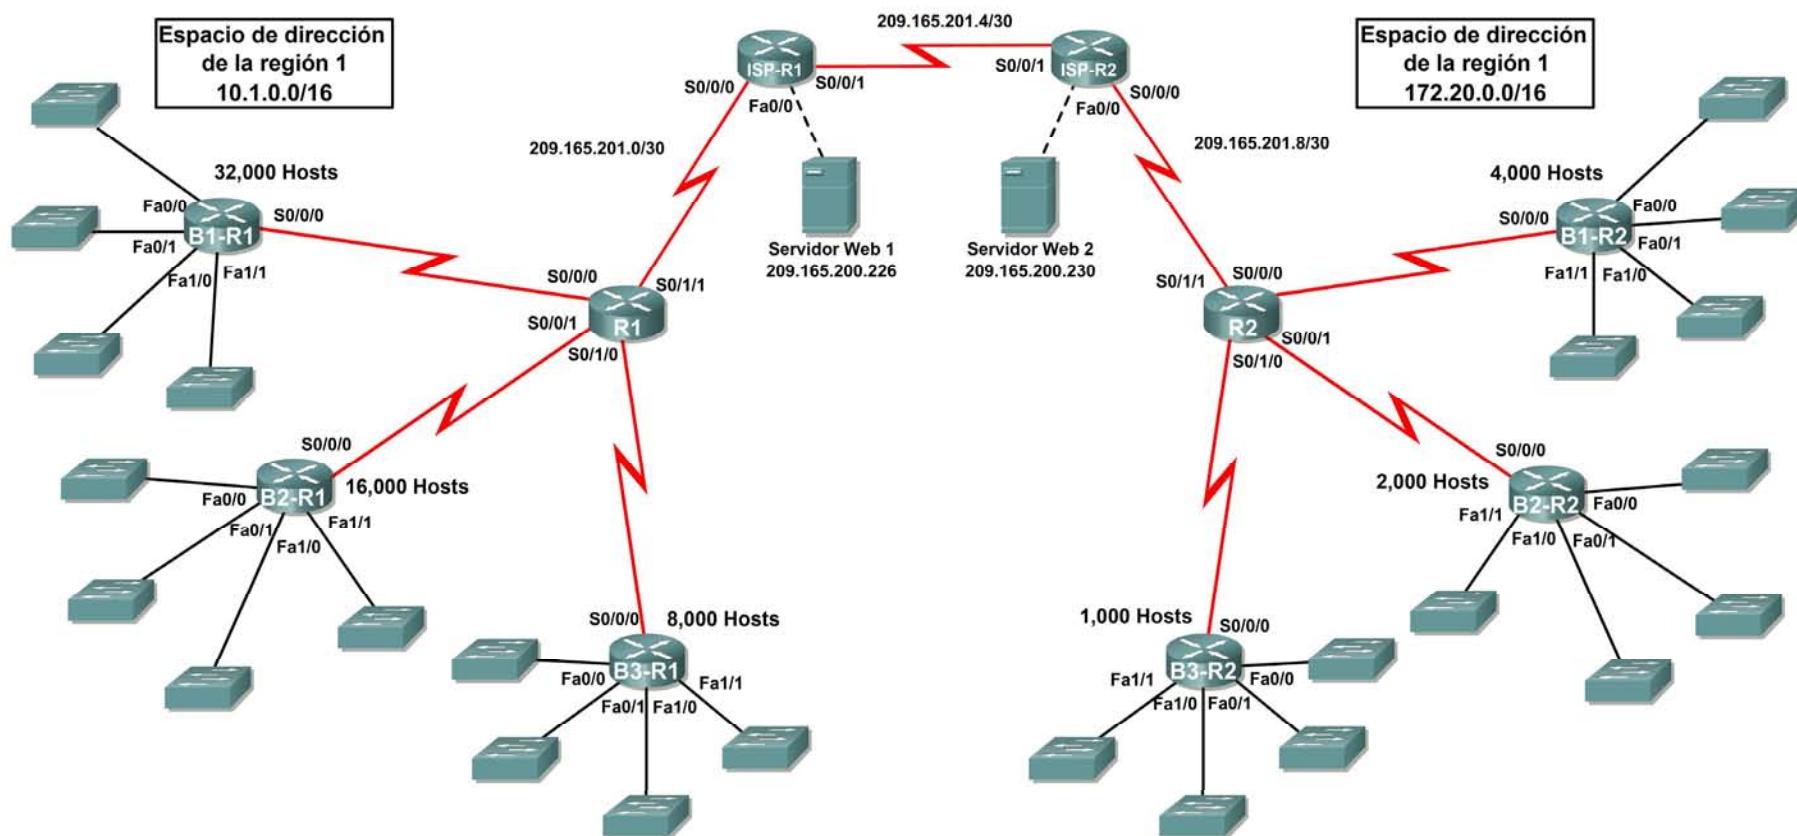 Espacio de dirección
de la región 1
10.1.0.0/16
209.165.201.4/30
Espacio de dirección
de la región 1
172.20.0.0/16
ISP-R1
S0/0/0
S0/0/1
Fa0/0
ISP-R2
S0/0/1
S0/0/0
Fa0/0
209.165.201.0/30
209.165.201.8/30
Servidor Web 1
209.165.200.226
Servidor Web 2
209.165.200.230
32,000 Hosts
Fa0/0
S0/0/0
B1-R1
Fa0/1
Fa1/0
Fa1/1
S0/0/0
S0/1/1
R1
S0/0/1
S0/1/0
S0/0/0
B2-R1
16,000 Hosts
Fa0/0
Fa0/1
Fa1/0
Fa1/1
S0/0/0
8,000 Hosts
B3-R1
Fa0/0
Fa0/1
Fa1/0
Fa1/1
4,000 Hosts
S0/0/0
Fa0/0
B1-R2
Fa0/1
Fa1/1
Fa1/0
S0/1/1
S0/0/0
R2
S0/0/1
S0/1/0
S0/0/0
2,000 Hosts
B2-R2
Fa0/0
Fa1/1
Fa1/0
Fa0/1
1,000 Hosts
S0/0/0
B3-R2
Fa1/1
Fa0/0
Fa1/0
Fa0/1